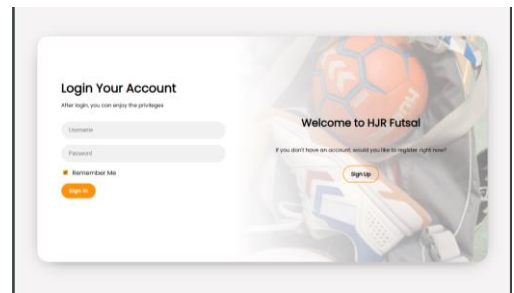 Login Your Account
After login, you can enjoy the privileges
Username
Password
Remember Me
Sign In
Welcome to HJR Futsal
If you don't have an account, would you like to register right now?
Sign Up